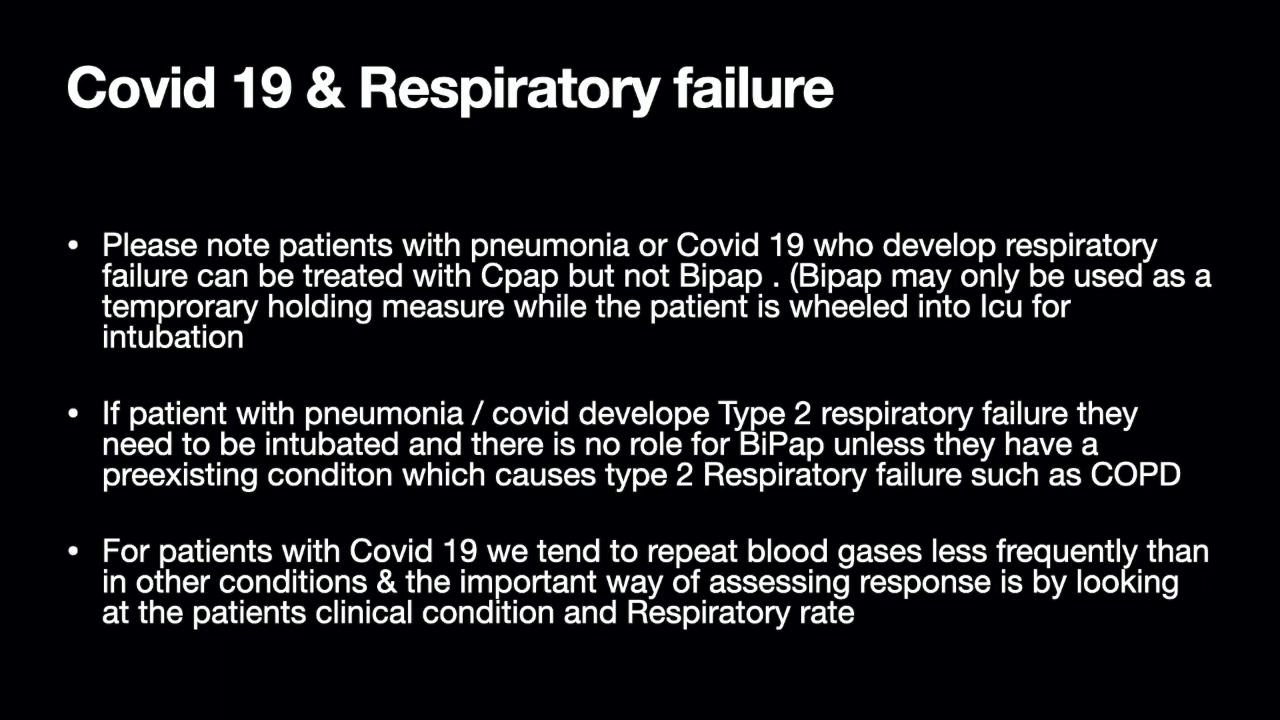 Covid 19 & Respiratory failure
• Please note patients with pneumonia or Covid 19 who develop respiratory
failure can be treated with Cpap but not Bipap . (Bipap may only be used as a
temprorary holding measure while the patient is wheeled into Icu for
intubation
• If patient with pneumonia / covid develope Type 2 respiratory failure they
need to be intubated and there is no role for BiPap unless they have a
preexisting conditon which causes type 2 Respiratory failure such as COPD
• For patients with Covid 19 we tend to repeat blood gases less frequently than
in other conditions & the important way of assessing response is by looking
at the patients clinical condition and Respiratory rate